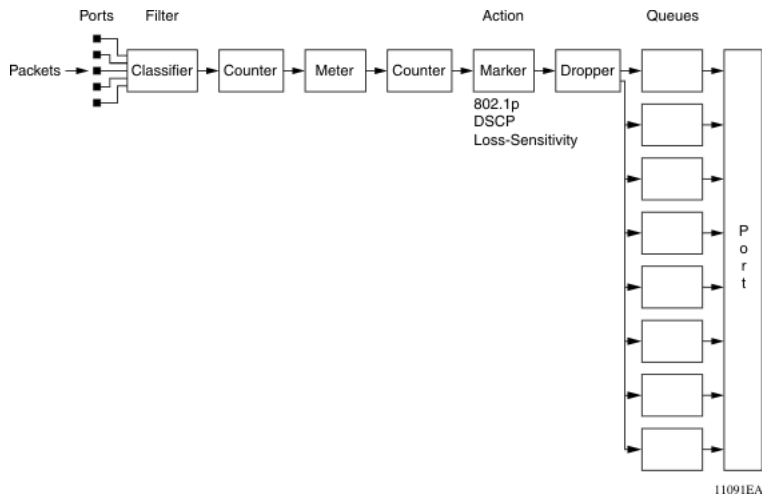 Ports Filter Action Queues
Packets Classifier Counter Meter Counter Marker Dropper
802.1p
DSCP
Loss-Sensitivity
P
o
r
t
11091EA